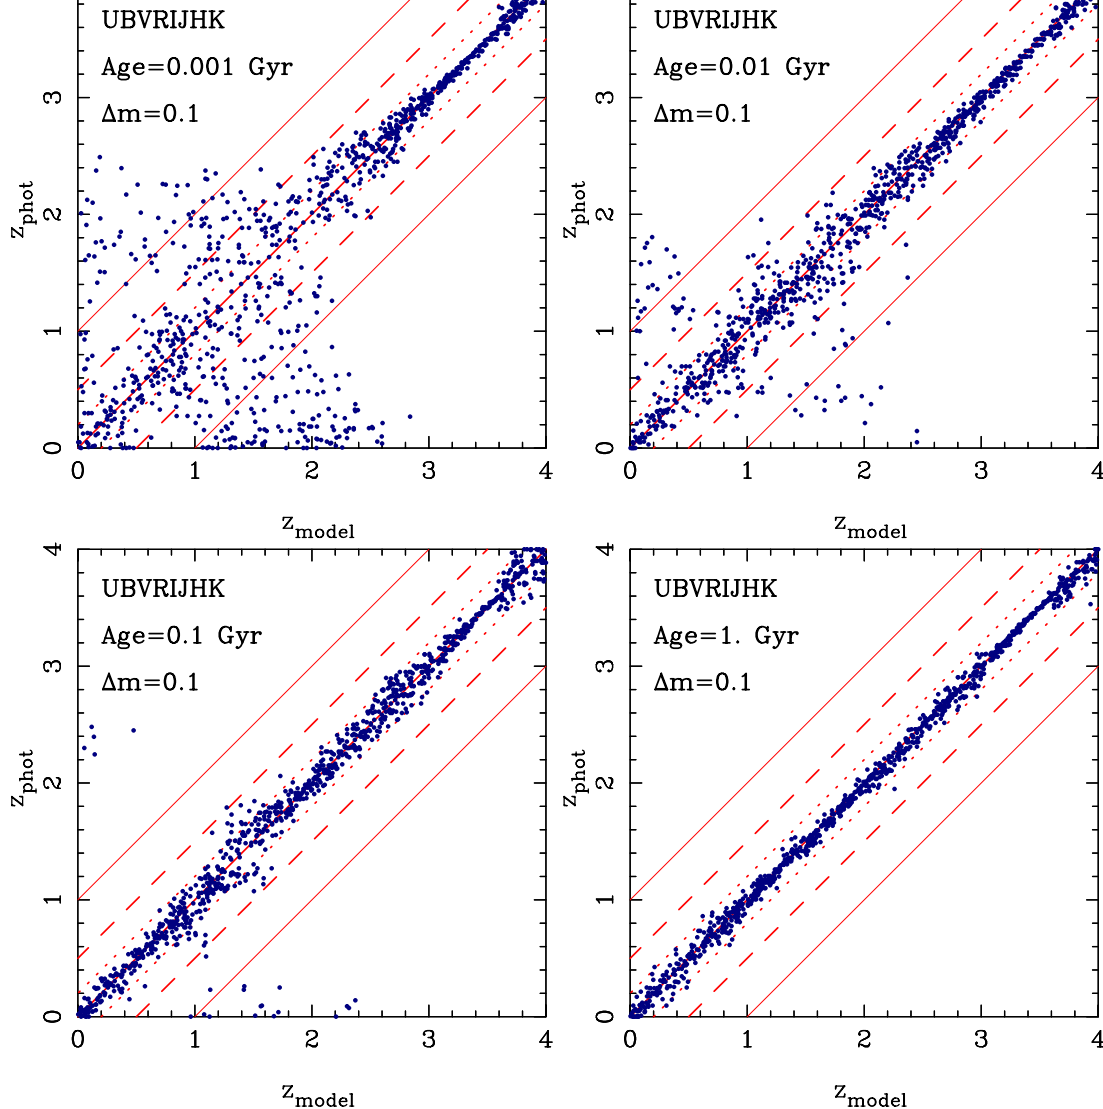 UBVRIJHK
Age=0.001 Gyr
Δm=0.1
3
2
1
0
z_phot
0 1 2 3 4
z_model
UBVRIJHK
Age=0.01 Gyr
Δm=0.1
3
2
1
0
z_phot
0 1 2 3 4
z_model
UBVRIJHK
Age=0.1 Gyr
Δm=0.1
4
3
2
1
0
z_phot
0 1 2 3 4
z_model
UBVRIJHK
Age=1. Gyr
Δm=0.1
4
3
2
1
0
z_phot
0 1 2 3 4
z_model